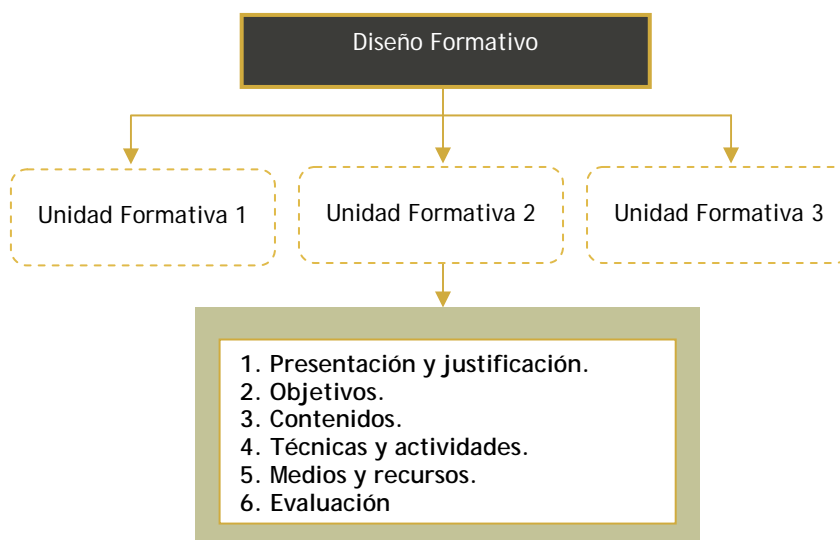 Diseño Formativo
Unidad Formativa 1
Unidad Formativa 2
Unidad Formativa 3
1. Presentación y justificación.
2. Objetivos.
3. Contenidos.
4. Técnicas y actividades.
5. Medios y recursos.
6. Evaluación